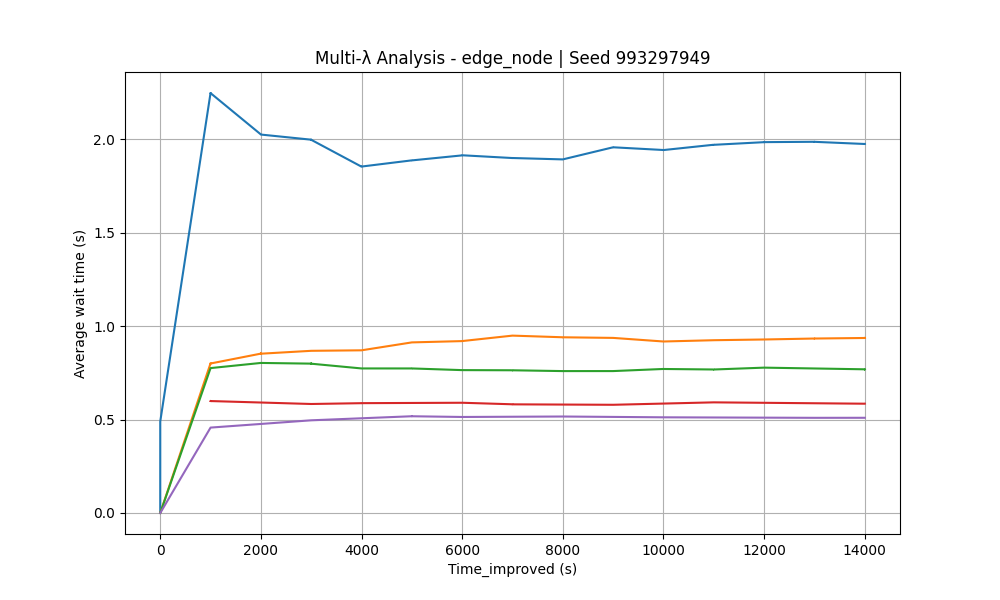 Multi-λ Analysis - edge_node | Seed 993297949
Average wait time (s)
2.0
1.5
1.0
0.5
0.0
0 2000 4000 6000 8000 10000 12000 14000
Time_improved (s)